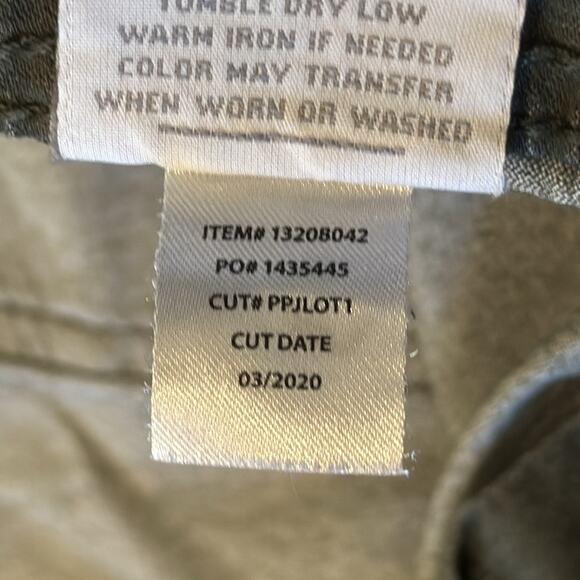 TUMBLE DRY LOW
WARM IRON IF NEEDED
COLOR MAY TRANSFER
WHEN WORN OR WASHED
ITEM# 13208042
PO# 1435445
CUT# PPJLOT1
CUT DATE
03/2020